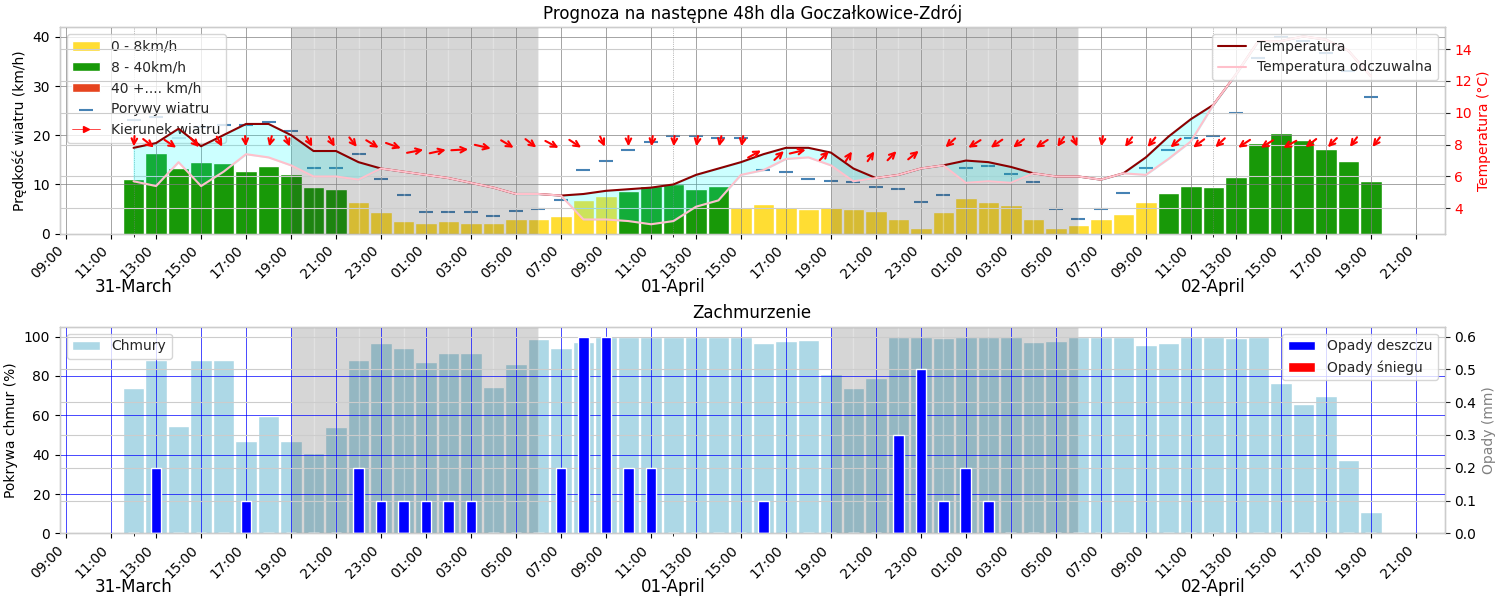 Prognoza na następne 48h dla Goczałkowice-Zdrój
Prędkość wiatru (km/h)
40
30
20
10
0
0 - 8km/h
8 - 40km/h
40 +.... km/h
Porywy wiatru
Kierunek wiatru
Temperatura
Temperatura odczuwalna
14
12
10
8
6
4
Temperatura (°C)
09:00 11:00 13:00 15:00 17:00 19:00 21:00 23:00 01:00 03:00 05:00 07:00 09:00 11:00 13:00 15:00 17:00 19:00 21:00 23:00 01:00 03:00 05:00 07:00 09:00 11:00 13:00 15:00 17:00 19:00 21:00
31-March 01-April 02-April
Zachmurzenie
Pokrywa chmur (%)
100
80
60
40
20
0
Chmury
Opady deszczu
Opady śniegu
0.6
0.5
0.4
0.3
0.2
0.1
0.0
Opady (mm)
09:00 11:00 13:00 15:00 17:00 19:00 21:00 23:00 01:00 03:00 05:00 07:00 09:00 11:00 13:00 15:00 17:00 19:00 21:00 23:00 01:00 03:00 05:00 07:00 09:00 11:00 13:00 15:00 17:00 19:00 21:00
31-March 01-April 02-April